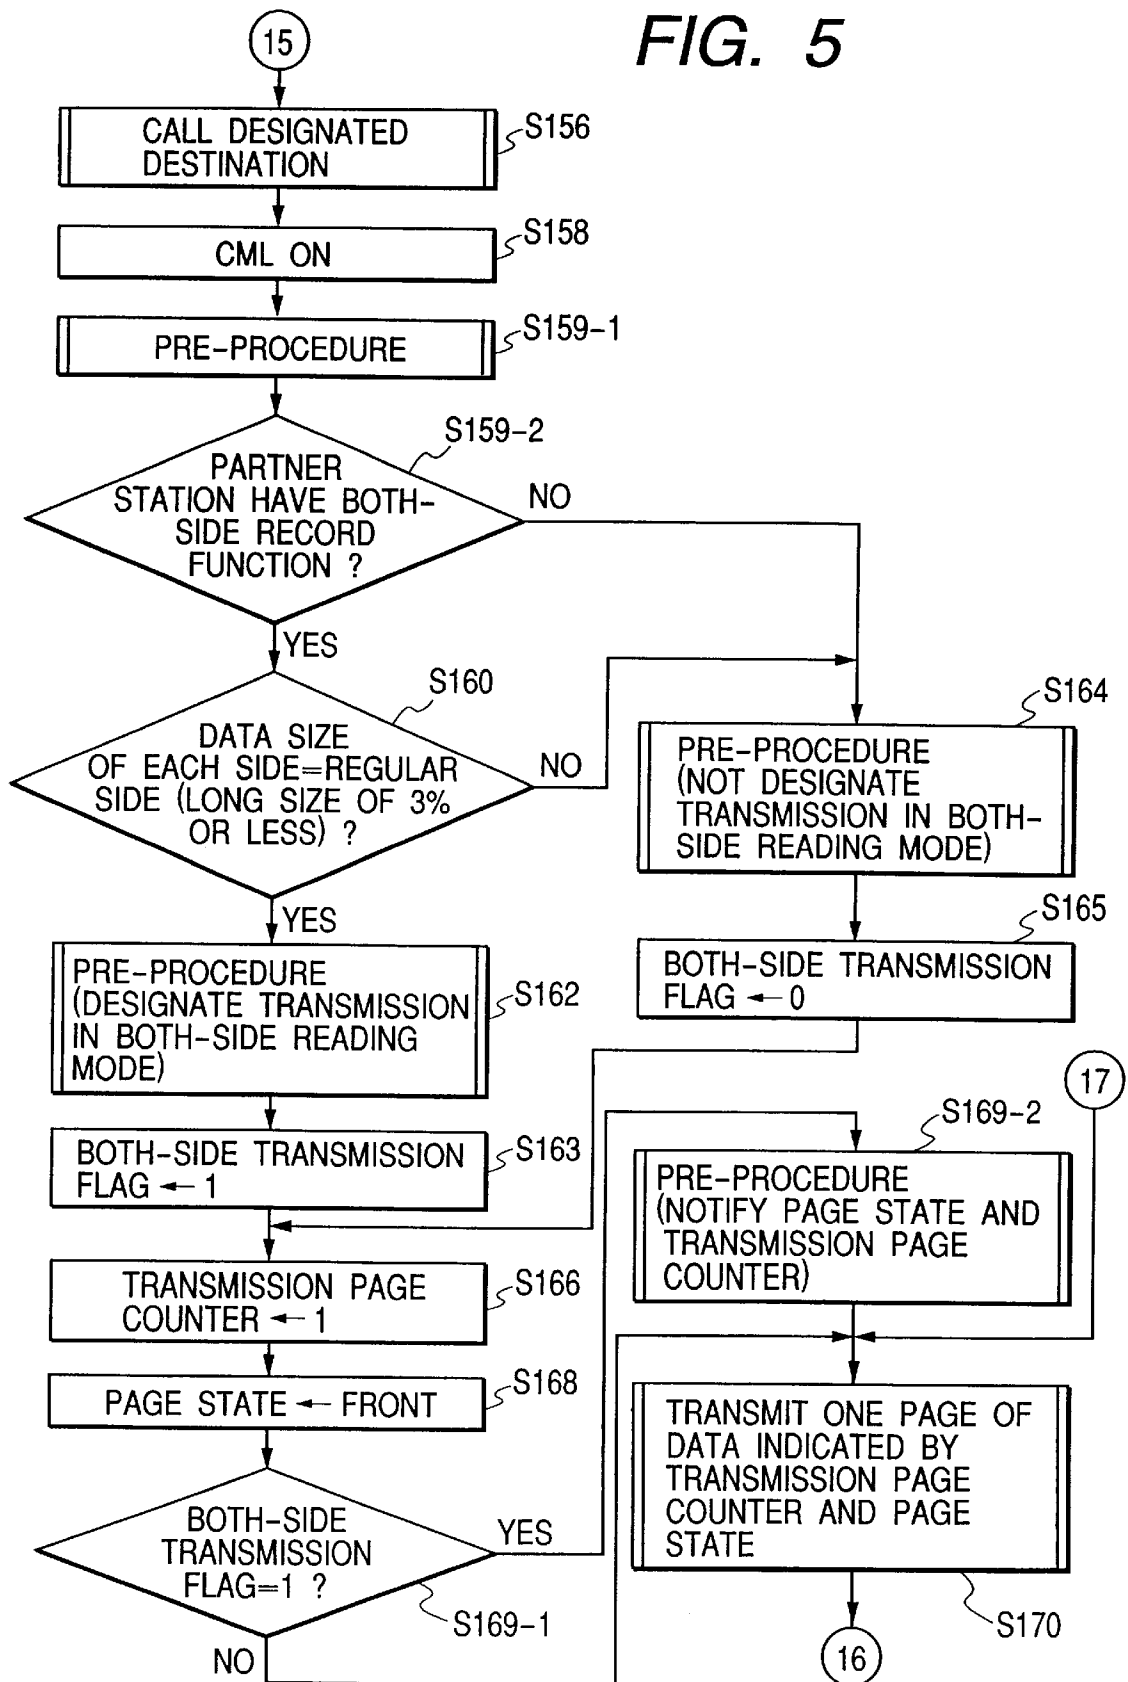 FIG. 5
15
CALL DESIGNATED
DESTINATION
S156
CML ON
S158
PRE-PROCEDURE
S159-1
S159-2
PARTNER
STATION HAVE BOTH-
SIDE RECORD
FUNCTION ?
NO
YES
S160
DATA SIZE
OF EACH SIDE=REGULAR
SIDE (LONG SIZE OF 3%
OR LESS) ?
NO
YES
S164
PRE-PROCEDURE
(NOT DESIGNATE
TRANSMISSION IN BOTH-
SIDE READING MODE)
S165
BOTH-SIDE TRANSMISSION
FLAG ← 0
PRE-PROCEDURE
(DESIGNATE TRANSMISSION
IN BOTH-SIDE READING
MODE)
S162
BOTH-SIDE TRANSMISSION
FLAG ← 1
S163
TRANSMISSION PAGE
COUNTER ← 1
S166
PAGE STATE ← FRONT
S168
BOTH-SIDE
TRANSMISSION
FLAG=1 ?
YES
S169-1
NO
17
S169-2
PRE-PROCEDURE
(NOTIFY PAGE STATE AND
TRANSMISSION PAGE
COUNTER)
TRANSMIT ONE PAGE OF
DATA INDICATED BY
TRANSMISSION PAGE
COUNTER AND PAGE
STATE
S170
16